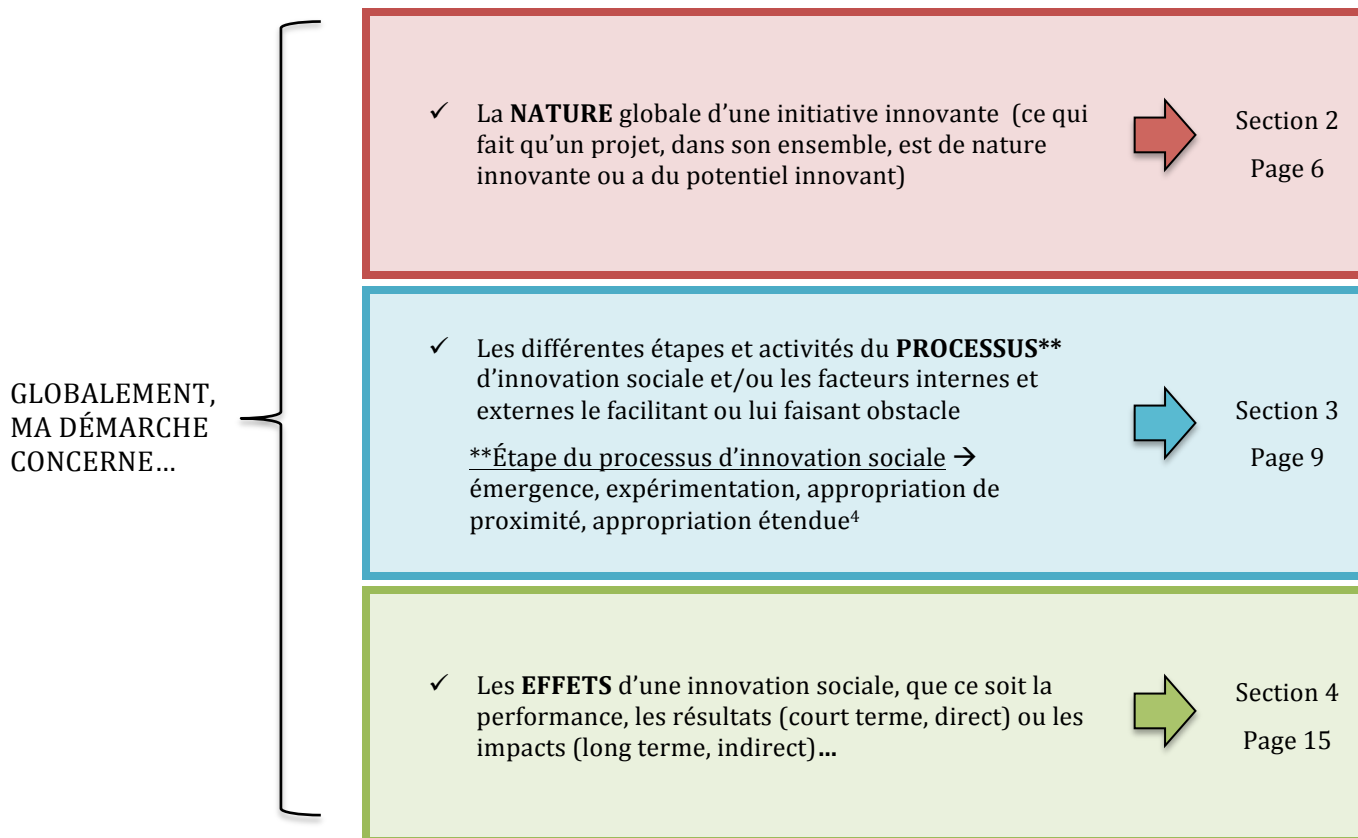 GLOBALEMENT,
MA DÉMARCHE
CONCERNE…
✓ La NATURE globale d’une initiative innovante (ce qui
fait qu’un projet, dans son ensemble, est de nature
innovante ou a du potentiel innovant)
Section 2
Page 6
✓ Les différentes étapes et activités du PROCESSUS**
d’innovation sociale et/ou les facteurs internes et
externes le facilitant ou lui faisant obstacle
**Étape du processus d’innovation sociale →
émergence, expérimentation, appropriation de
proximité, appropriation étendue⁴
Section 3
Page 9
✓ Les EFFETS d’une innovation sociale, que ce soit la
performance, les résultats (court terme, direct) ou les
impacts (long terme, indirect)…
Section 4
Page 15